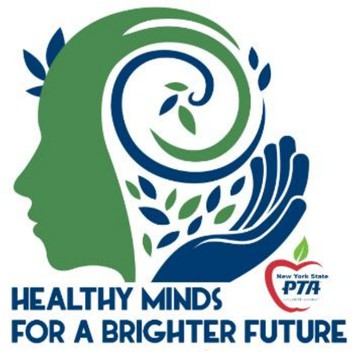 New York State
PTA
HEALTHY MINDS
FOR A BRIGHTER FUTURE